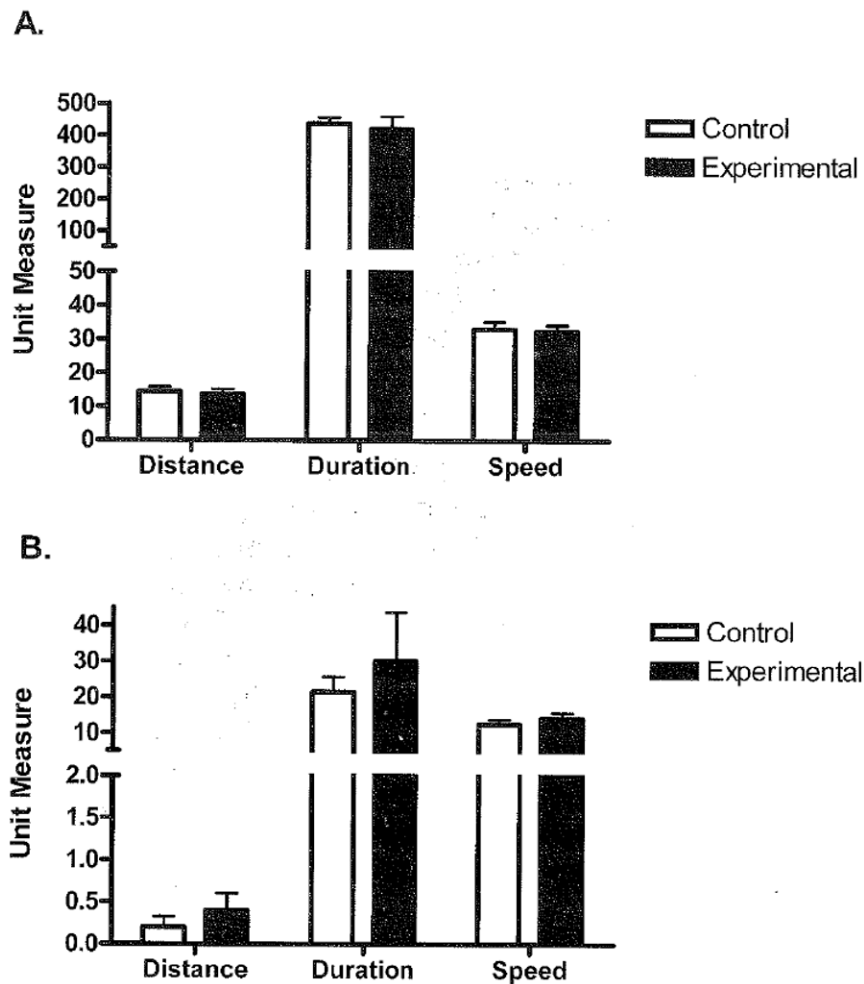 A.
Unit Measure
500
400
300
200
100
50
40
30
20
10
0
Distance Duration Speed
Control
Experimental
B.
Unit Measure
40
30
20
10
2.0
1.5
1.0
0.5
0.0
Distance Duration Speed
Control
Experimental